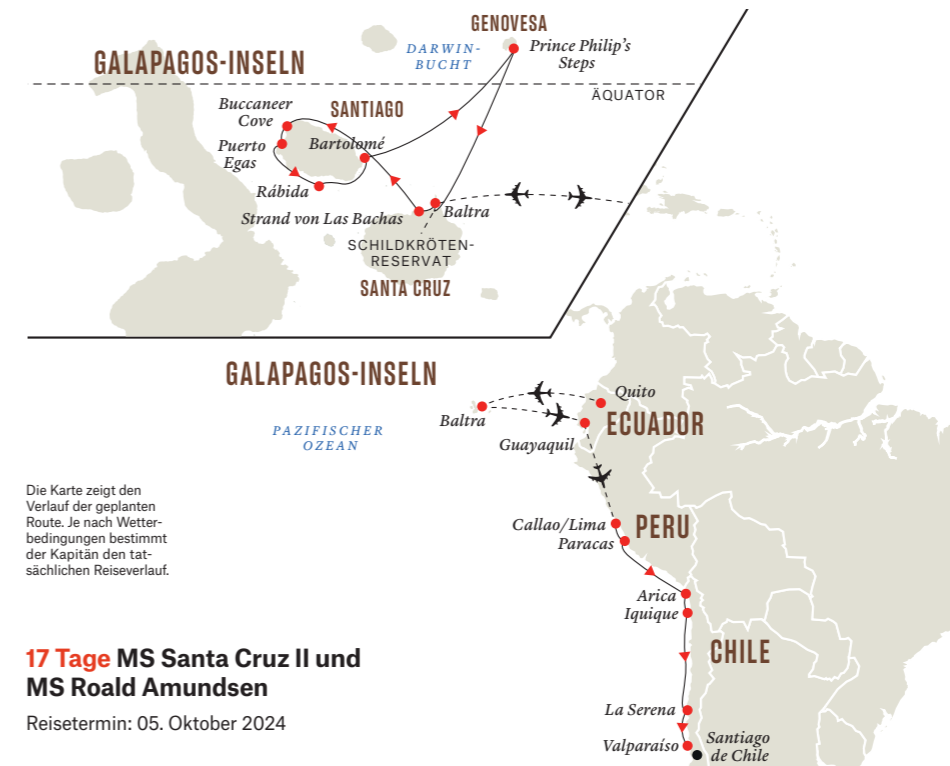 GENOVESA
DARWIN-
BUCHT
Prince Philip's
Steps
GALAPAGOS-INSELN
ÄQUATOR
Buccaneer
Cove
SANTIAGO
Puerto
Egas
Bartolomé
Rábida
Strand von Las Bachas
Baltra
SCHILDKRÖTEN-
RESERVAT
SANTA CRUZ
GALAPAGOS-INSELN
Quito
Baltra
ECUADOR
PAZIFISCHER
OZEAN
Guayaquil
Die Karte zeigt den
Verlauf der geplanten
Route. Je nach Wetter-
bedingungen bestimmt
der Kapitän den tat-
sächlichen Reiseverlauf.
Callao/Lima
PERU
Paracas
Arica
Iquique
CHILE
17 Tage MS Santa Cruz II und
MS Roald Amundsen
Reisetermin: 05. Oktober 2024
La Serena
Valparaíso
Santiago
de Chile